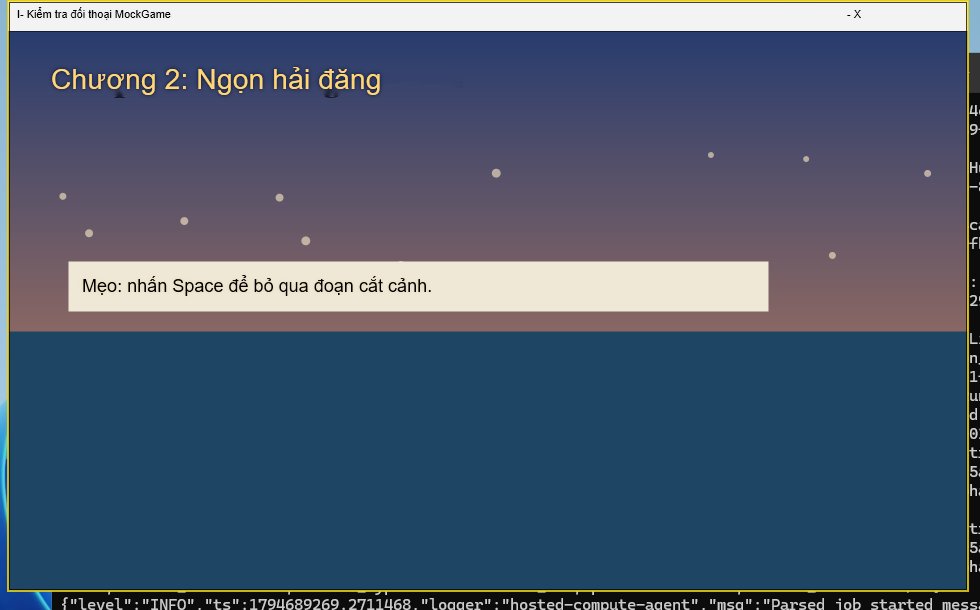 I- Kiểm tra đối thoại MockGame
- X
Chương 2: Ngọn hải đăng
Mẹo: nhấn Space để bỏ qua đoạn cắt cảnh.
{"level":"INFO","ts":1794689269.2711468,"logger":"hosted-compute-agent","msg":"Parsed job started